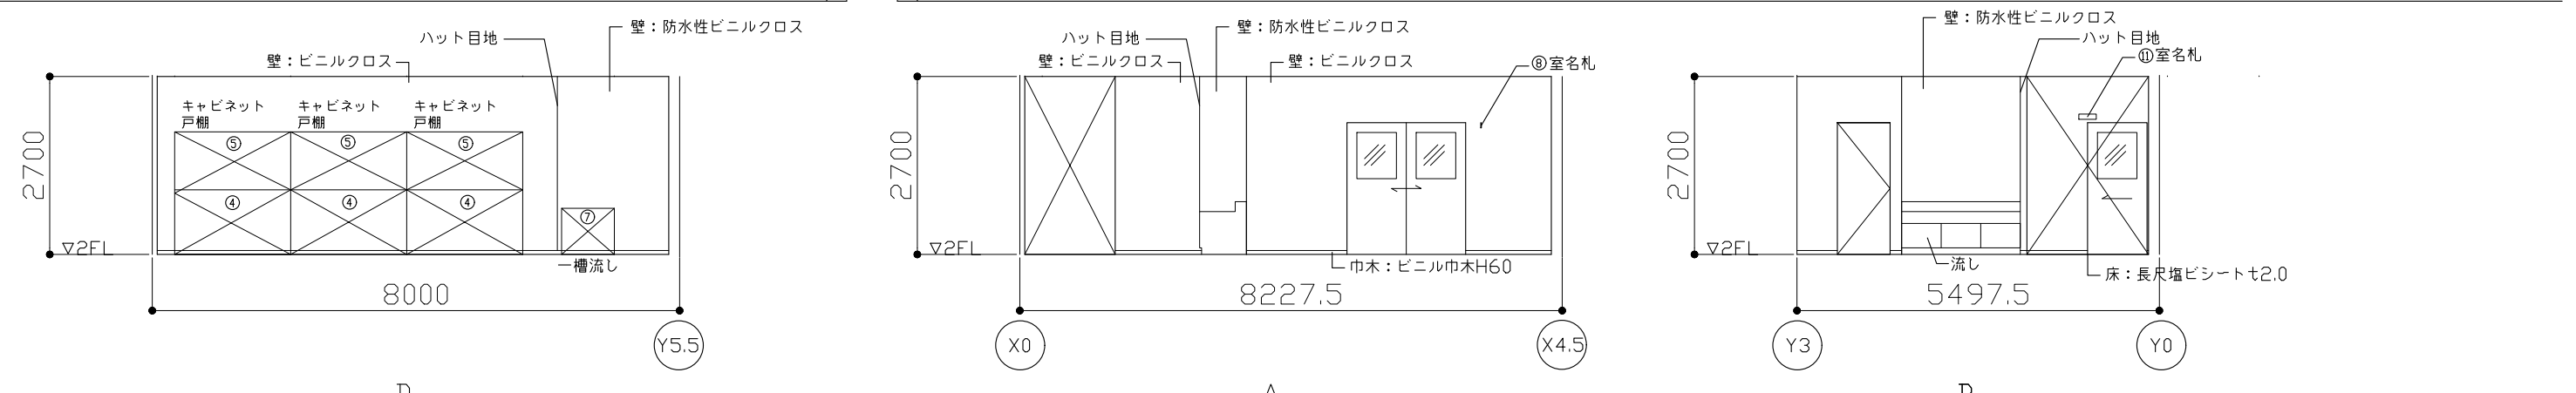 壁：防水性ビニルクロス
ハット目地
壁：ビニルクロス
キャビネット
戸棚
キャビネット
戸棚
キャビネット
戸棚
⑤
⑤
⑤
④
④
④
⑦
2700
▽2FL
一槽流し
8000
Y5.5
壁：防水性ビニルクロス
ハット目地
壁：ビニルクロス
壁：ビニルクロス
⑧室名札
2700
▽2FL
巾木：ビニル巾木H60
8227.5
X0
X4.5
A
壁：防水性ビニルクロス
ハット目地
⑪室名札
2700
▽2FL
流し
床：長尺塩ビシートt2.0
5497.5
Y3
Y0